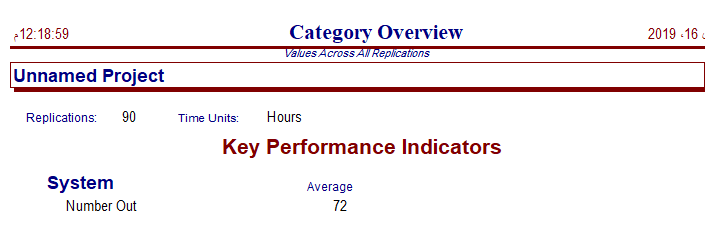 12:18:59م Category Overview 16، 2019
Values Across All Replications
Unnamed Project
Replications: 90 Time Units: Hours
Key Performance Indicators
System Average
Number Out 72